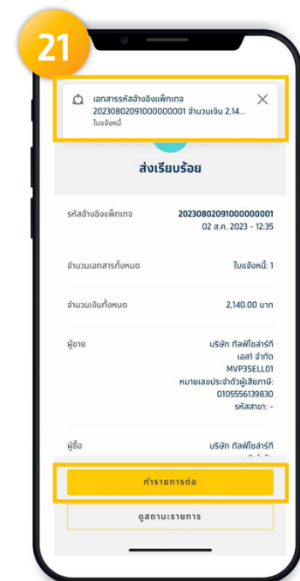 21
เอกสารรหัสอ้างอิงแพ็กเกจ
20230802091000000001 จำนวนเงิน 2,14...
ใบแจ้งหนี้
ส่งเรียบร้อย
รหัสอ้างอิงแพ็กเกจ 20230802091000000001
02 ส.ค. 2023 - 12:35
จำนวนเอกสารทั้งหมด ใบแจ้งหนี้: 1
จำนวนเงินทั้งหมด 2,140.00 บาท
ผู้ขาย บริษัท กัลฟ์โซล่าร์ที
เอส1 จำกัด
MVP3SELL01
หมายเลขประจำตัวผู้เสียภาษี:
0105556139830
รหัสสาขา: -
ผู้ซื้อ บริษัท กัลฟ์โซล่าร์ที
ทำรายการต่อ
ดูสถานะรายการ